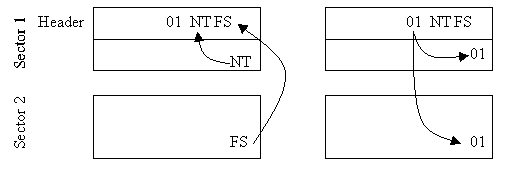 Sector 1
Header
01 NTFS
NT
01 NTFS
01
Sector 2
FS
01